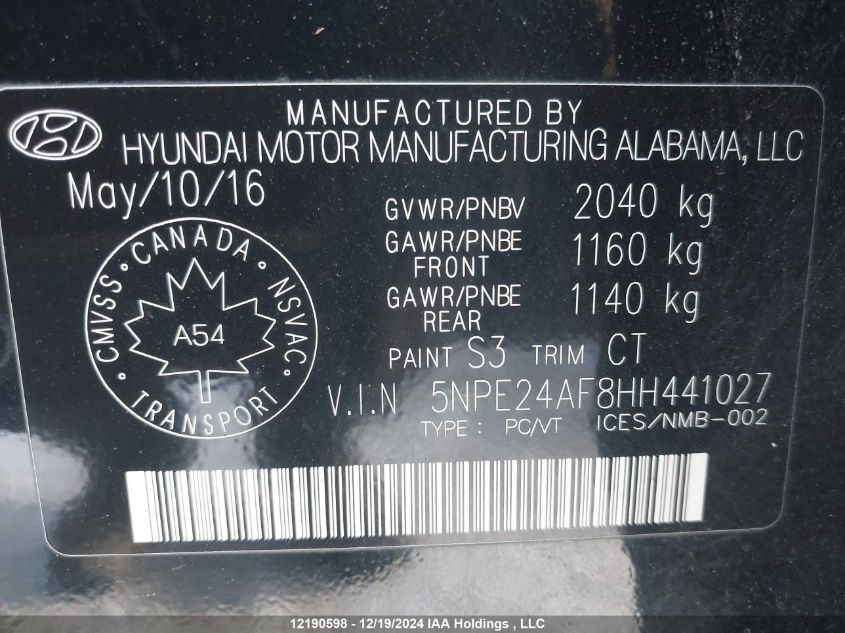 MANUFACTURED BY
HYUNDAI MOTOR MANUFACTURING ALABAMA, LLC
May/10/16
GVWR/PNBV 2040 kg
GAWR/PNBE FRONT 1160 kg
GAWR/PNBE REAR 1140 kg
CANADA
CMVSS · NSVAC
A54
TRANSPORT
PAINT S3 TRIM CT
V.I.N 5NPE24AF8HH441027
TYPE : PC/VT ICES/NMB-002
12190598 - 12/19/2024 IAA Holdings , LLC